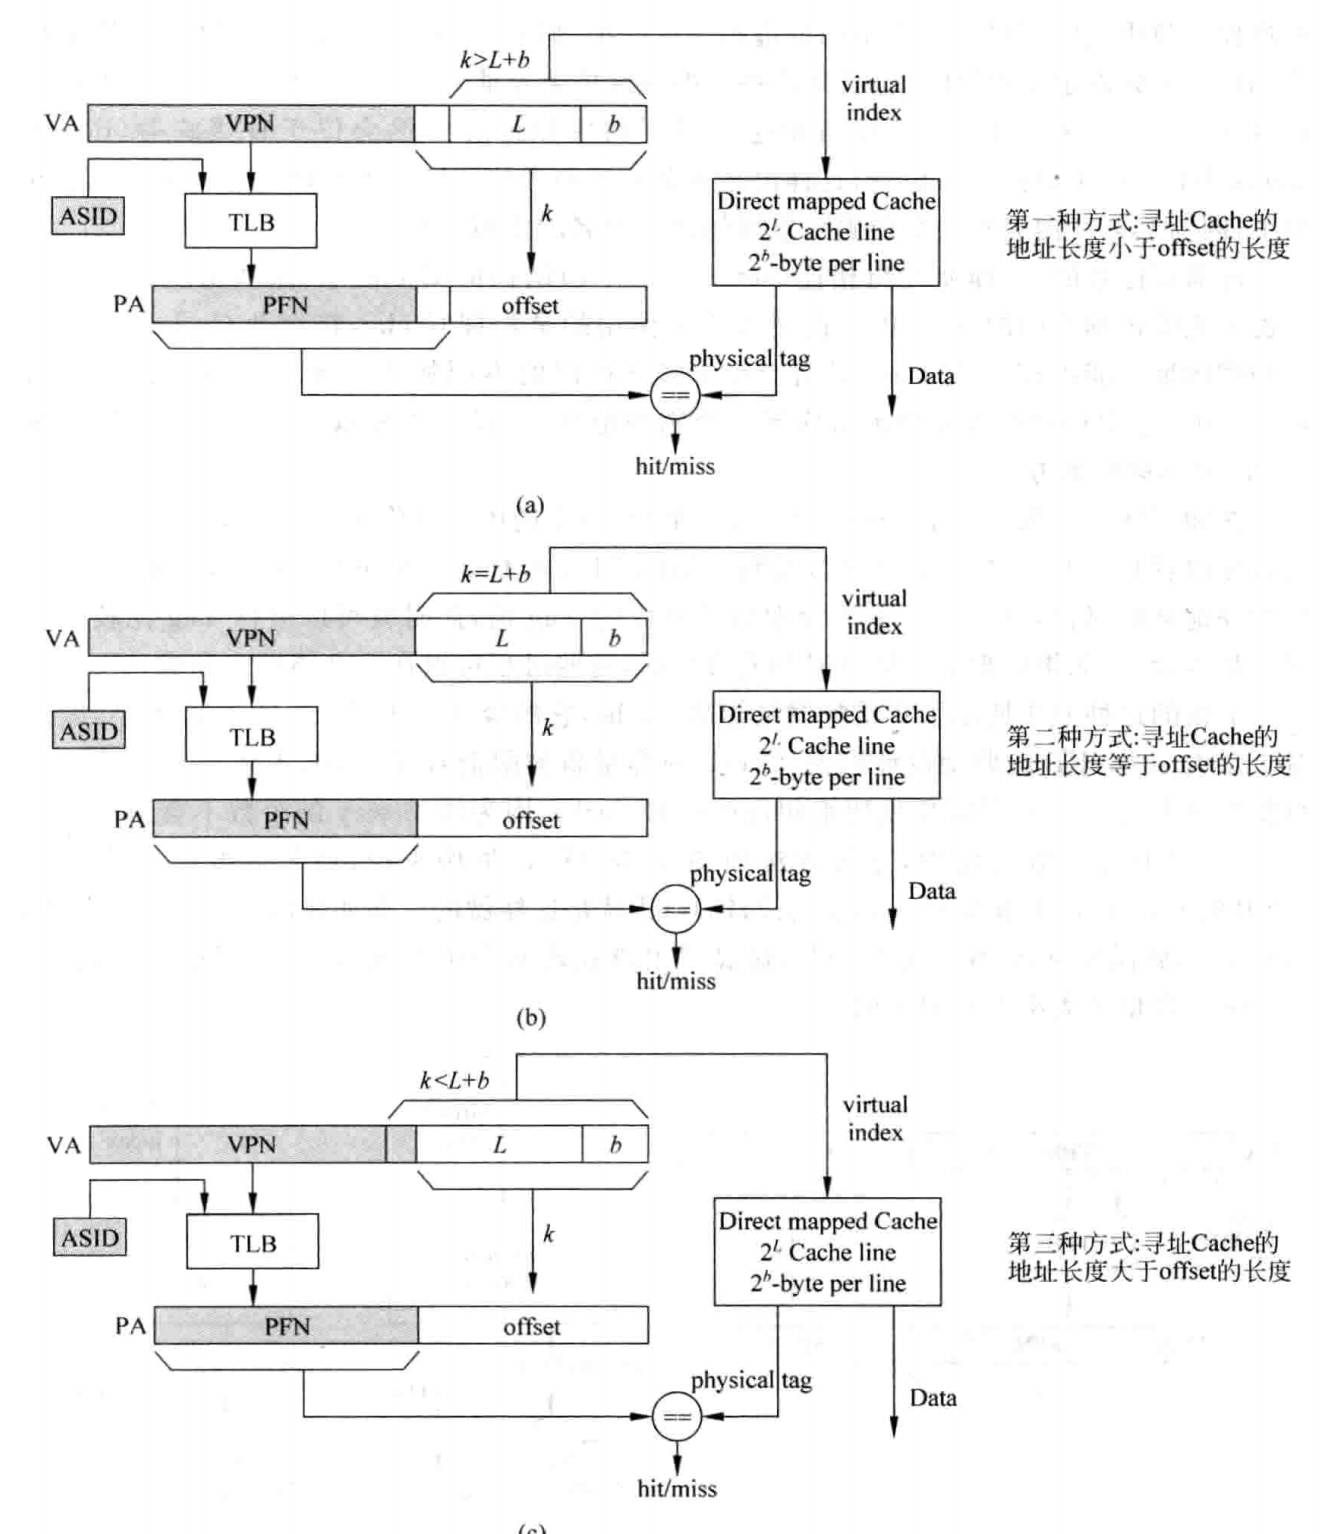 k>L+b
virtual
index
VA
VPN
L
b
ASID
TLB
k
Direct mapped Cache
2^L Cache line
2^b-byte per line
第一种方式:寻址Cache的
地址长度小于offset的长度
PA
PFN
offset
physical tag
==
Data
hit/miss
(a)
k=L+b
virtual
index
VA
VPN
L
b
ASID
TLB
k
Direct mapped Cache
2^L Cache line
2^b-byte per line
第二种方式:寻址Cache的
地址长度等于offset的长度
PA
PFN
offset
physical tag
==
Data
hit/miss
(b)
k<L+b
virtual
index
VA
VPN
L
b
ASID
TLB
k
Direct mapped Cache
2^L Cache line
2^b-byte per line
第三种方式:寻址Cache的
地址长度大于offset的长度
PA
PFN
offset
physical tag
==
Data
hit/miss
(c)